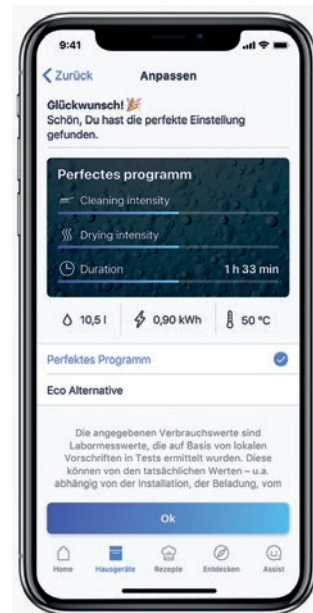 9:41
Zurück Anpassen
Glückwunsch! 🎉
Schön, Du hast die perfekte Einstellung
gefunden.
Perfectes programm
Cleaning intensity
Drying intensity
Duration 1 h 33 min
10,5 l 0,90 kWh 50 °C
Perfektes Programm
Eco Alternative
Die angegebenen Verbrauchswerte sind
Labormesswerte, die auf Basis von lokalen
Vorschriften in Tests ermittelt wurden. Diese
können von den tatsächlichen Werten – u.a.
abhängig von der Installation, der Beladung, vom
Ok
Home Hausgeräte Rezepte Entdecken Assist